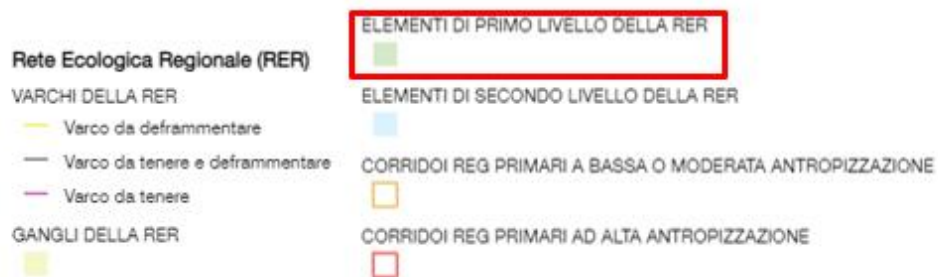 Rete Ecologica Regionale (RER)
VARCHI DELLA RER
Varco da deframmentare
Varco da tenere e deframmentare
Varco da tenere
GANGLI DELLA RER
ELEMENTI DI PRIMO LIVELLO DELLA RER
ELEMENTI DI SECONDO LIVELLO DELLA RER
CORRIDOI REG PRIMARI A BASSA O MODERATA ANTROPIZZAZIONE
CORRIDOI REG PRIMARI AD ALTA ANTROPIZZAZIONE